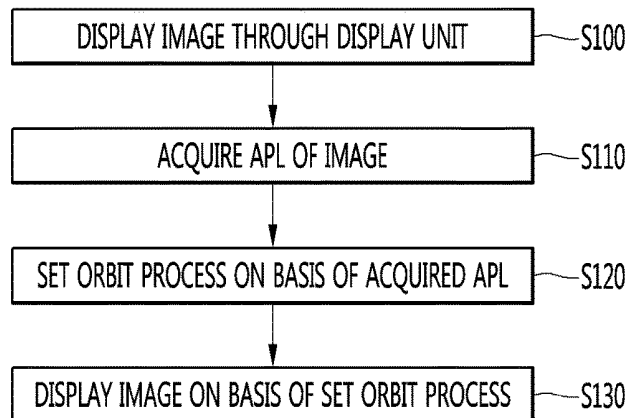 DISPLAY IMAGE THROUGH DISPLAY UNIT S100
ACQUIRE APL OF IMAGE S110
SET ORBIT PROCESS ON BASIS OF ACQUIRED APL S120
DISPLAY IMAGE ON BASIS OF SET ORBIT PROCESS S130